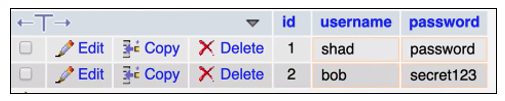 id username password
Edit Copy Delete 1 shad password
Edit Copy Delete 2 bob secret123